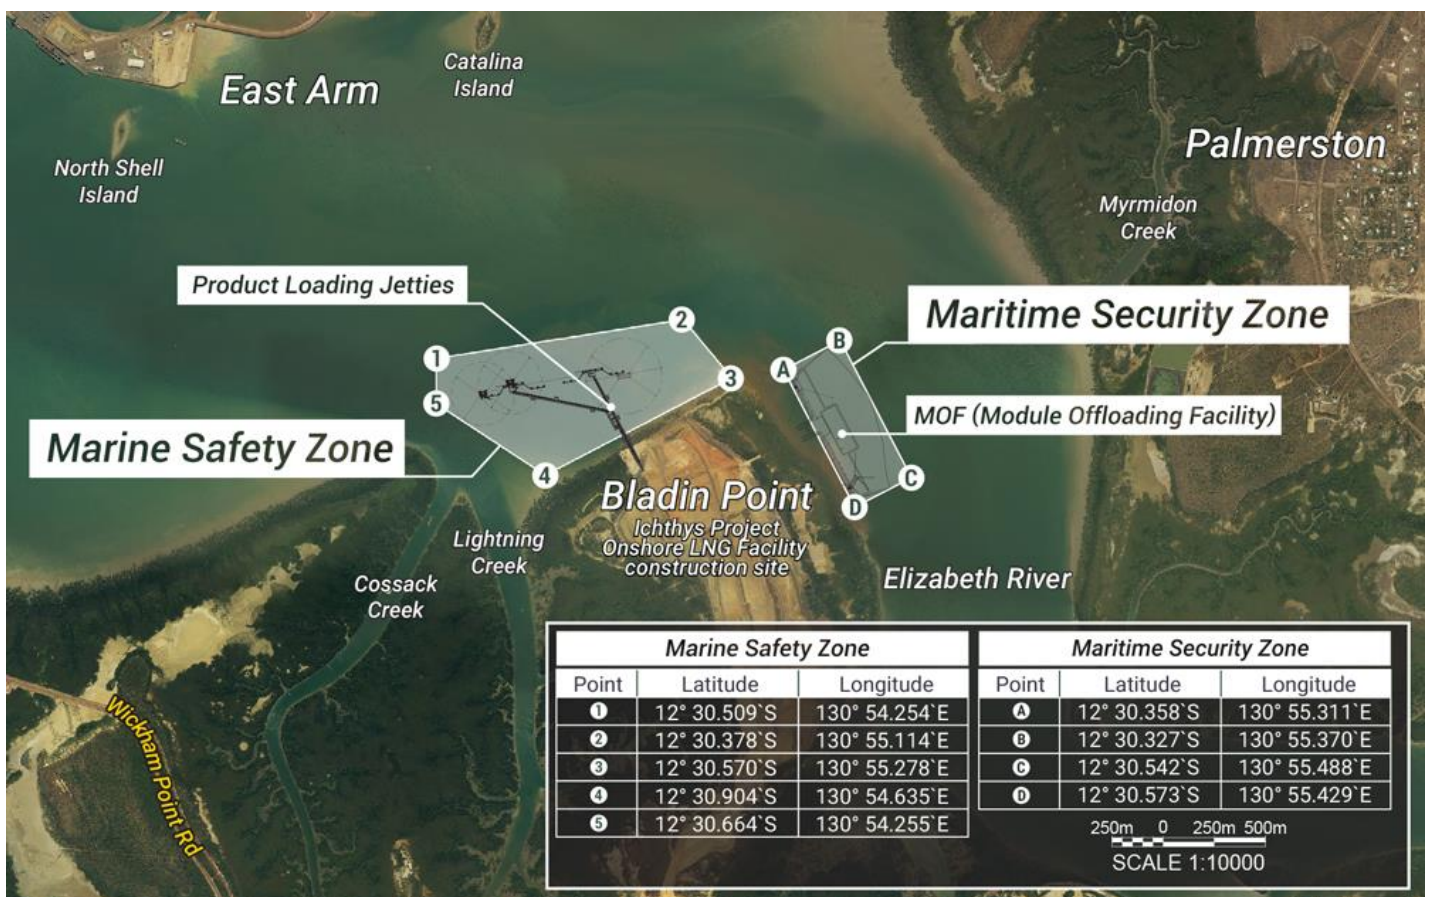 Catalina
Island
East Arm
North Shell
Island
Palmerston
Myrmidon
Creek
Product Loading Jetties
Maritime Security Zone
1
2
3
4
5
A
B
C
D
MOF (Module Offloading Facility)
Marine Safety Zone
Bladin Point
Ichthys Project
Onshore LNG Facility
construction site
Lightning
Creek
Cossack
Creek
Elizabeth River
Wickham Point Rd
Marine Safety Zone
Point Latitude Longitude
1 12° 30.509`S 130° 54.254`E
2 12° 30.378`S 130° 55.114`E
3 12° 30.570`S 130° 55.278`E
4 12° 30.904`S 130° 54.635`E
5 12° 30.664`S 130° 54.255`E
Maritime Security Zone
Point Latitude Longitude
A 12° 30.358`S 130° 55.311`E
B 12° 30.327`S 130° 55.370`E
C 12° 30.542`S 130° 55.488`E
D 12° 30.573`S 130° 55.429`E
250m 0 250m 500m
SCALE 1:10000